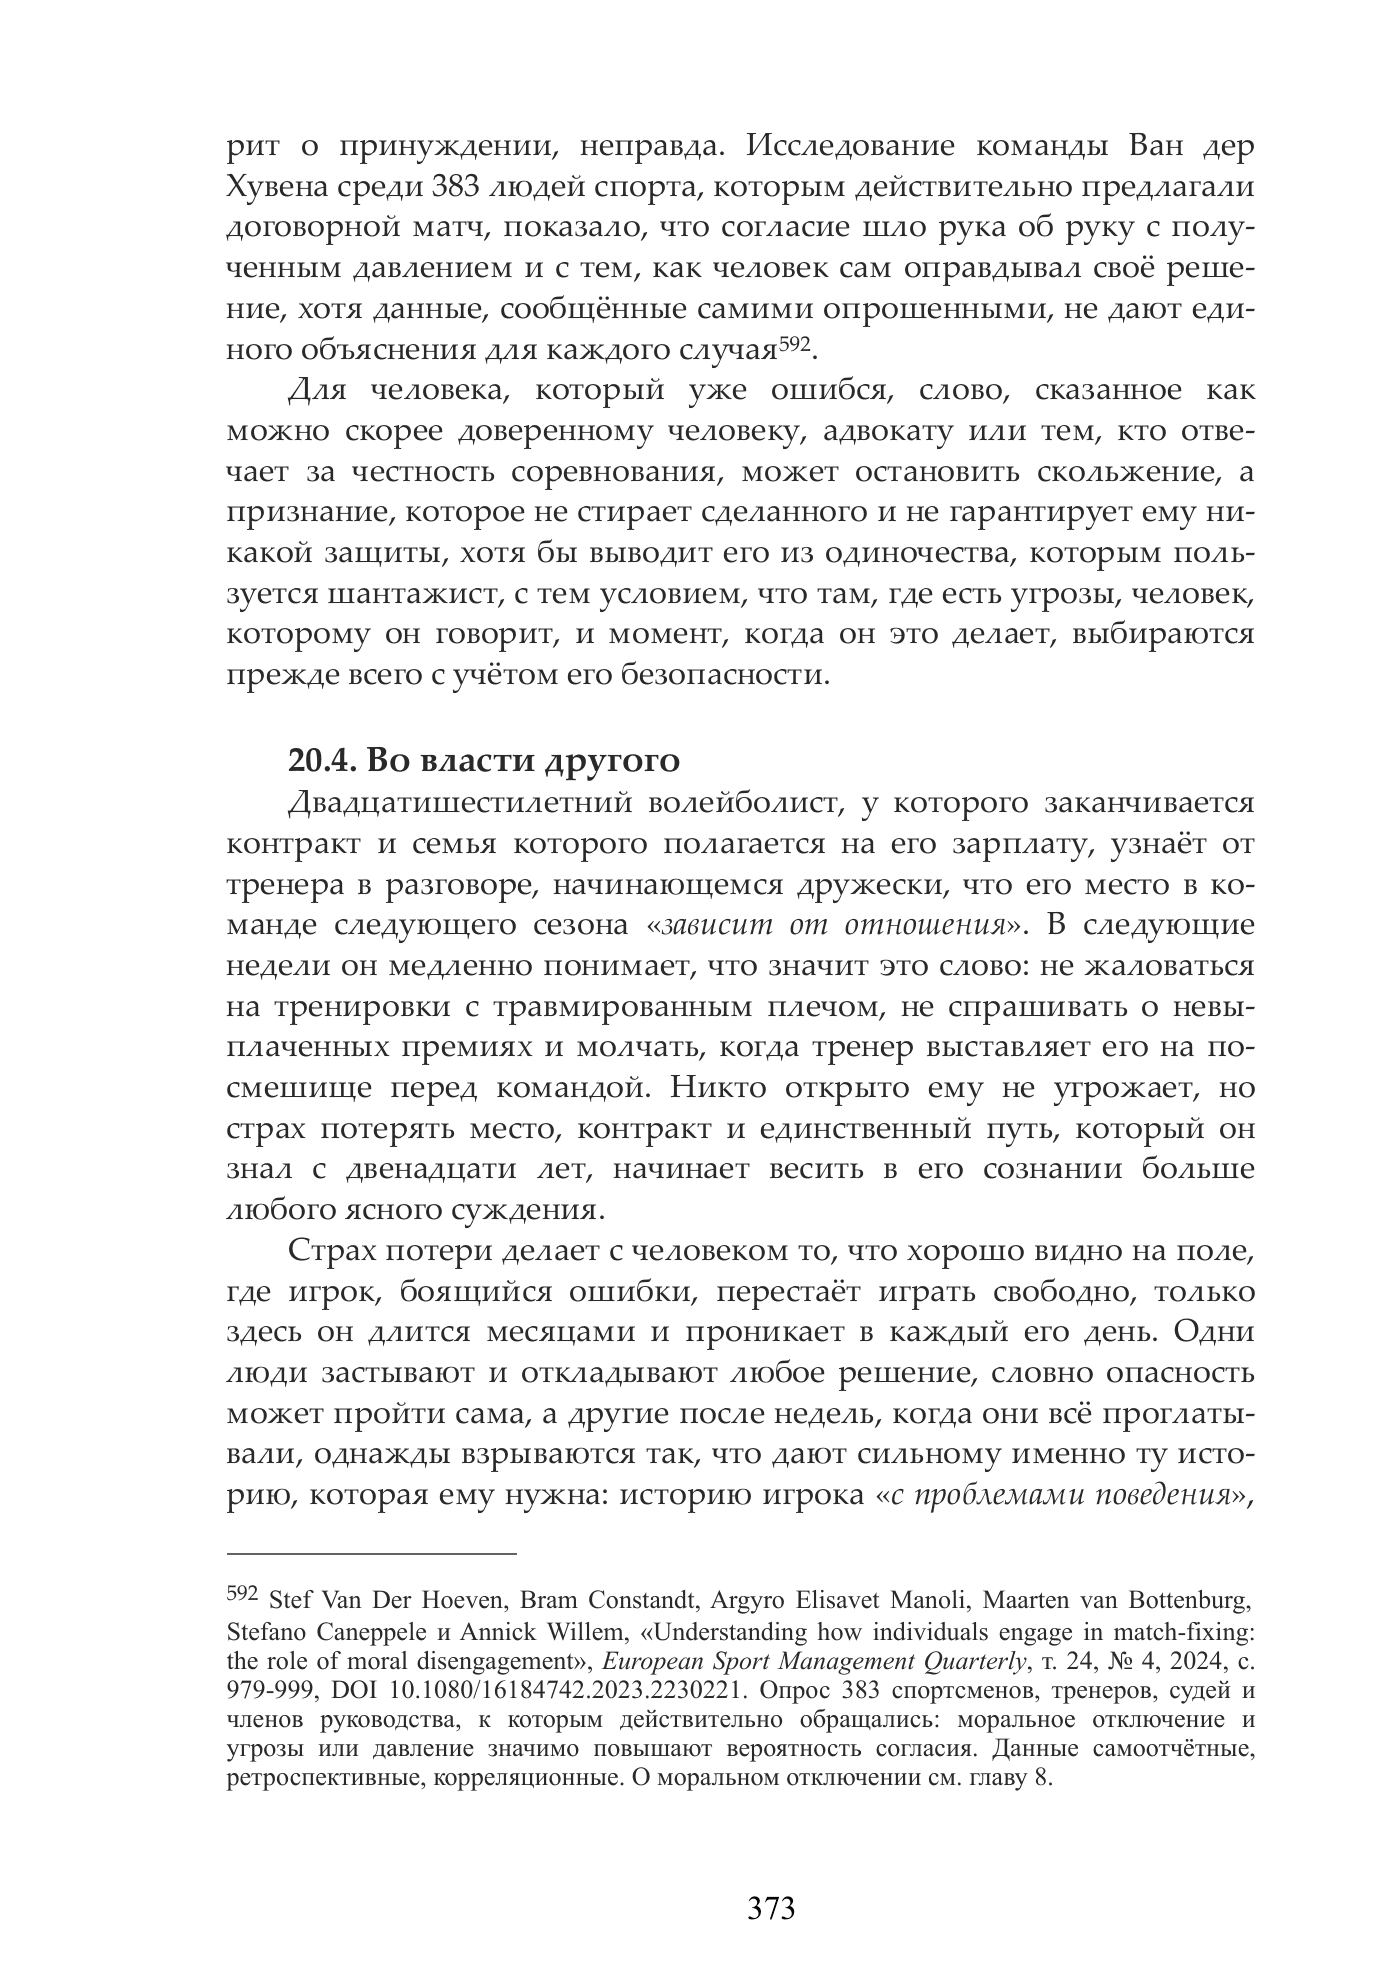 рит о принуждении, неправда. Исследование команды Ван дер
Хувена среди 383 людей спорта, которым действительно предлагали
договорной матч, показало, что согласие шло рука об руку с полу-
ченным давлением и с тем, как человек сам оправдывал своё реше-
ние, хотя данные, сообщённые самими опрошенными, не дают еди-
ного объяснения для каждого случая592.
Для человека, который уже ошибся, слово, сказанное как
можно скорее доверенному человеку, адвокату или тем, кто отве-
чает за честность соревнования, может остановить скольжение, а
признание, которое не стирает сделанного и не гарантирует ему ни-
какой защиты, хотя бы выводит его из одиночества, которым поль-
зуется шантажист, с тем условием, что там, где есть угрозы, человек,
которому он говорит, и момент, когда он это делает, выбираются
прежде всего с учётом его безопасности.
20.4. Во власти другого
Двадцатишестилетний волейболист, у которого заканчивается
контракт и семья которого полагается на его зарплату, узнаёт от
тренера в разговоре, начинающемся дружески, что его место в ко-
манде следующего сезона «зависит от отношения». В следующие
недели он медленно понимает, что значит это слово: не жаловаться
на тренировки с травмированным плечом, не спрашивать о невы-
плаченных премиях и молчать, когда тренер выставляет его на по-
смешище перед командой. Никто открыто ему не угрожает, но
страх потерять место, контракт и единственный путь, который он
знал с двенадцати лет, начинает весить в его сознании больше
любого ясного суждения.
Страх потери делает с человеком то, что хорошо видно на поле,
где игрок, боящийся ошибки, перестаёт играть свободно, только
здесь он длится месяцами и проникает в каждый его день. Одни
люди застывают и откладывают любое решение, словно опасность
может пройти сама, а другие после недель, когда они всё проглаты-
вали, однажды взрываются так, что дают сильному именно ту исто-
рию, которая ему нужна: историю игрока «с проблемами поведения»,
592 Stef Van Der Hoeven, Bram Constandt, Argyro Elisavet Manoli, Maarten van Bottenburg,
Stefano Caneppele и Annick Willem, «Understanding how individuals engage in match-fixing:
the role of moral disengagement», European Sport Management Quarterly, т. 24, № 4, 2024, с.
979-999, DOI 10.1080/16184742.2023.2230221. Опрос 383 спортсменов, тренеров, судей и
членов руководства, к которым действительно обращались: моральное отключение и
угрозы или давление значимо повышают вероятность согласия. Данные самоотчётные,
ретроспективные, корреляционные. О моральном отключении см. главу 8.
373